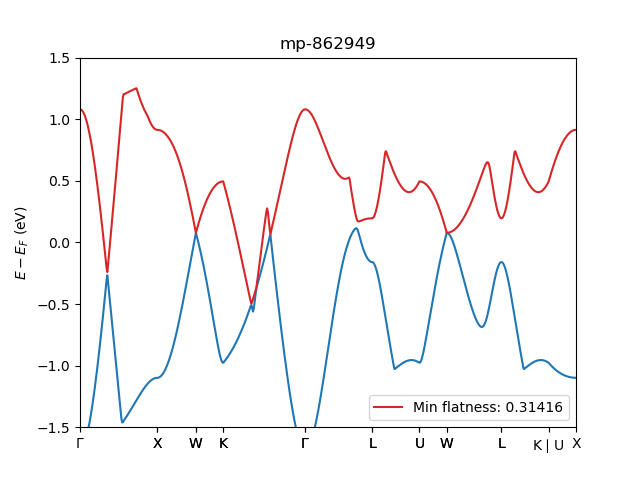 mp-862949
E − E_F (eV)
1.5
1.0
0.5
0.0
−0.5
−1.0
−1.5
Min flatness: 0.31416
Γ X W K Γ L U W L K | U X